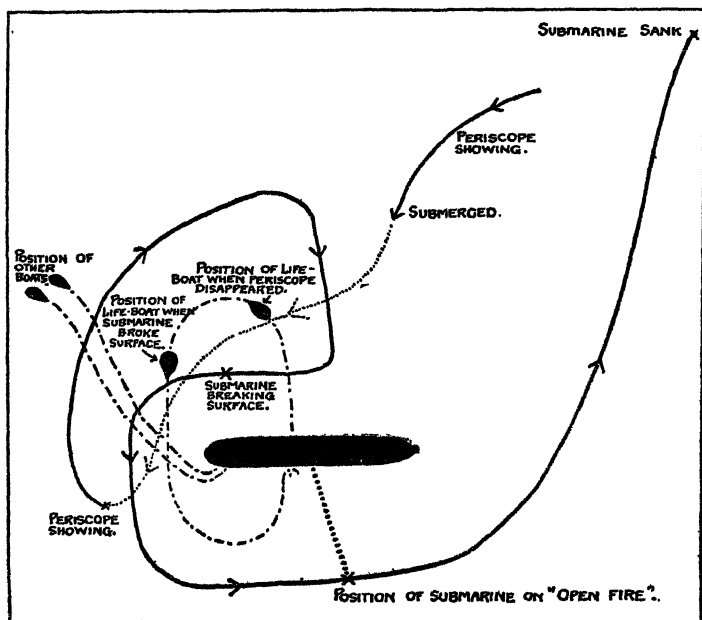 SUBMARINE SANK
PERISCOPE
SHOWING.
SUBMERGED.
POSITION OF
OTHER
BOATS
POSITION OF LIFE-
BOAT WHEN PERISCOPE
DISAPPEARED.
POSITION OF
LIFE-BOAT WHEN
SUBMARINE
BROKE
SURFACE.
SUBMARINE
BREAKING
SURFACE.
PERISCOPE
SHOWING.
POSITION OF SUBMARINE ON "OPEN FIRE".